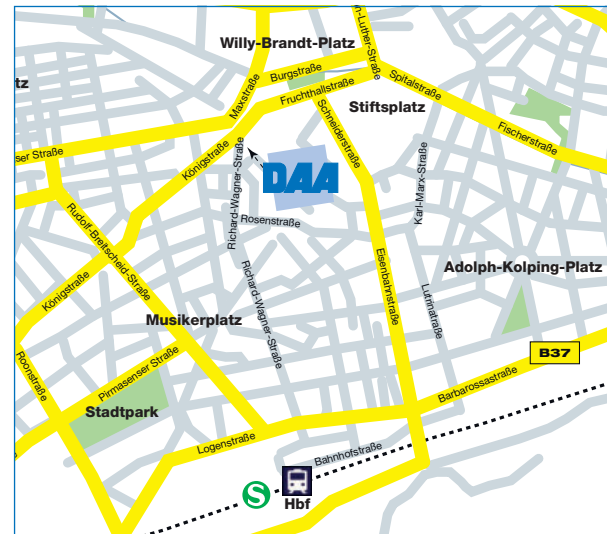 Willy-Brandt-Platz
Burgstraße
Maxstraße
Fruchthallstraße
Spitalstraße
Stiftsplatz
Fischerstraße
Schneiderstraße
Königstraße
Richard-Wagner-Straße
DAA
Karl-Marx-Straße
Rosenstraße
Rudolf-Breitscheid-Straße
Königstraße
Richard-Wagner-Straße
Eisenbahnstraße
Adolph-Kolping-Platz
Lutrinastraße
Musikerplatz
B37
Roonstraße
Pirmasenser Straße
Barbarossastraße
Stadtpark
Logenstraße
Bahnhofstraße
S
Hbf
tz
ser Straße
n-Luther-Straße